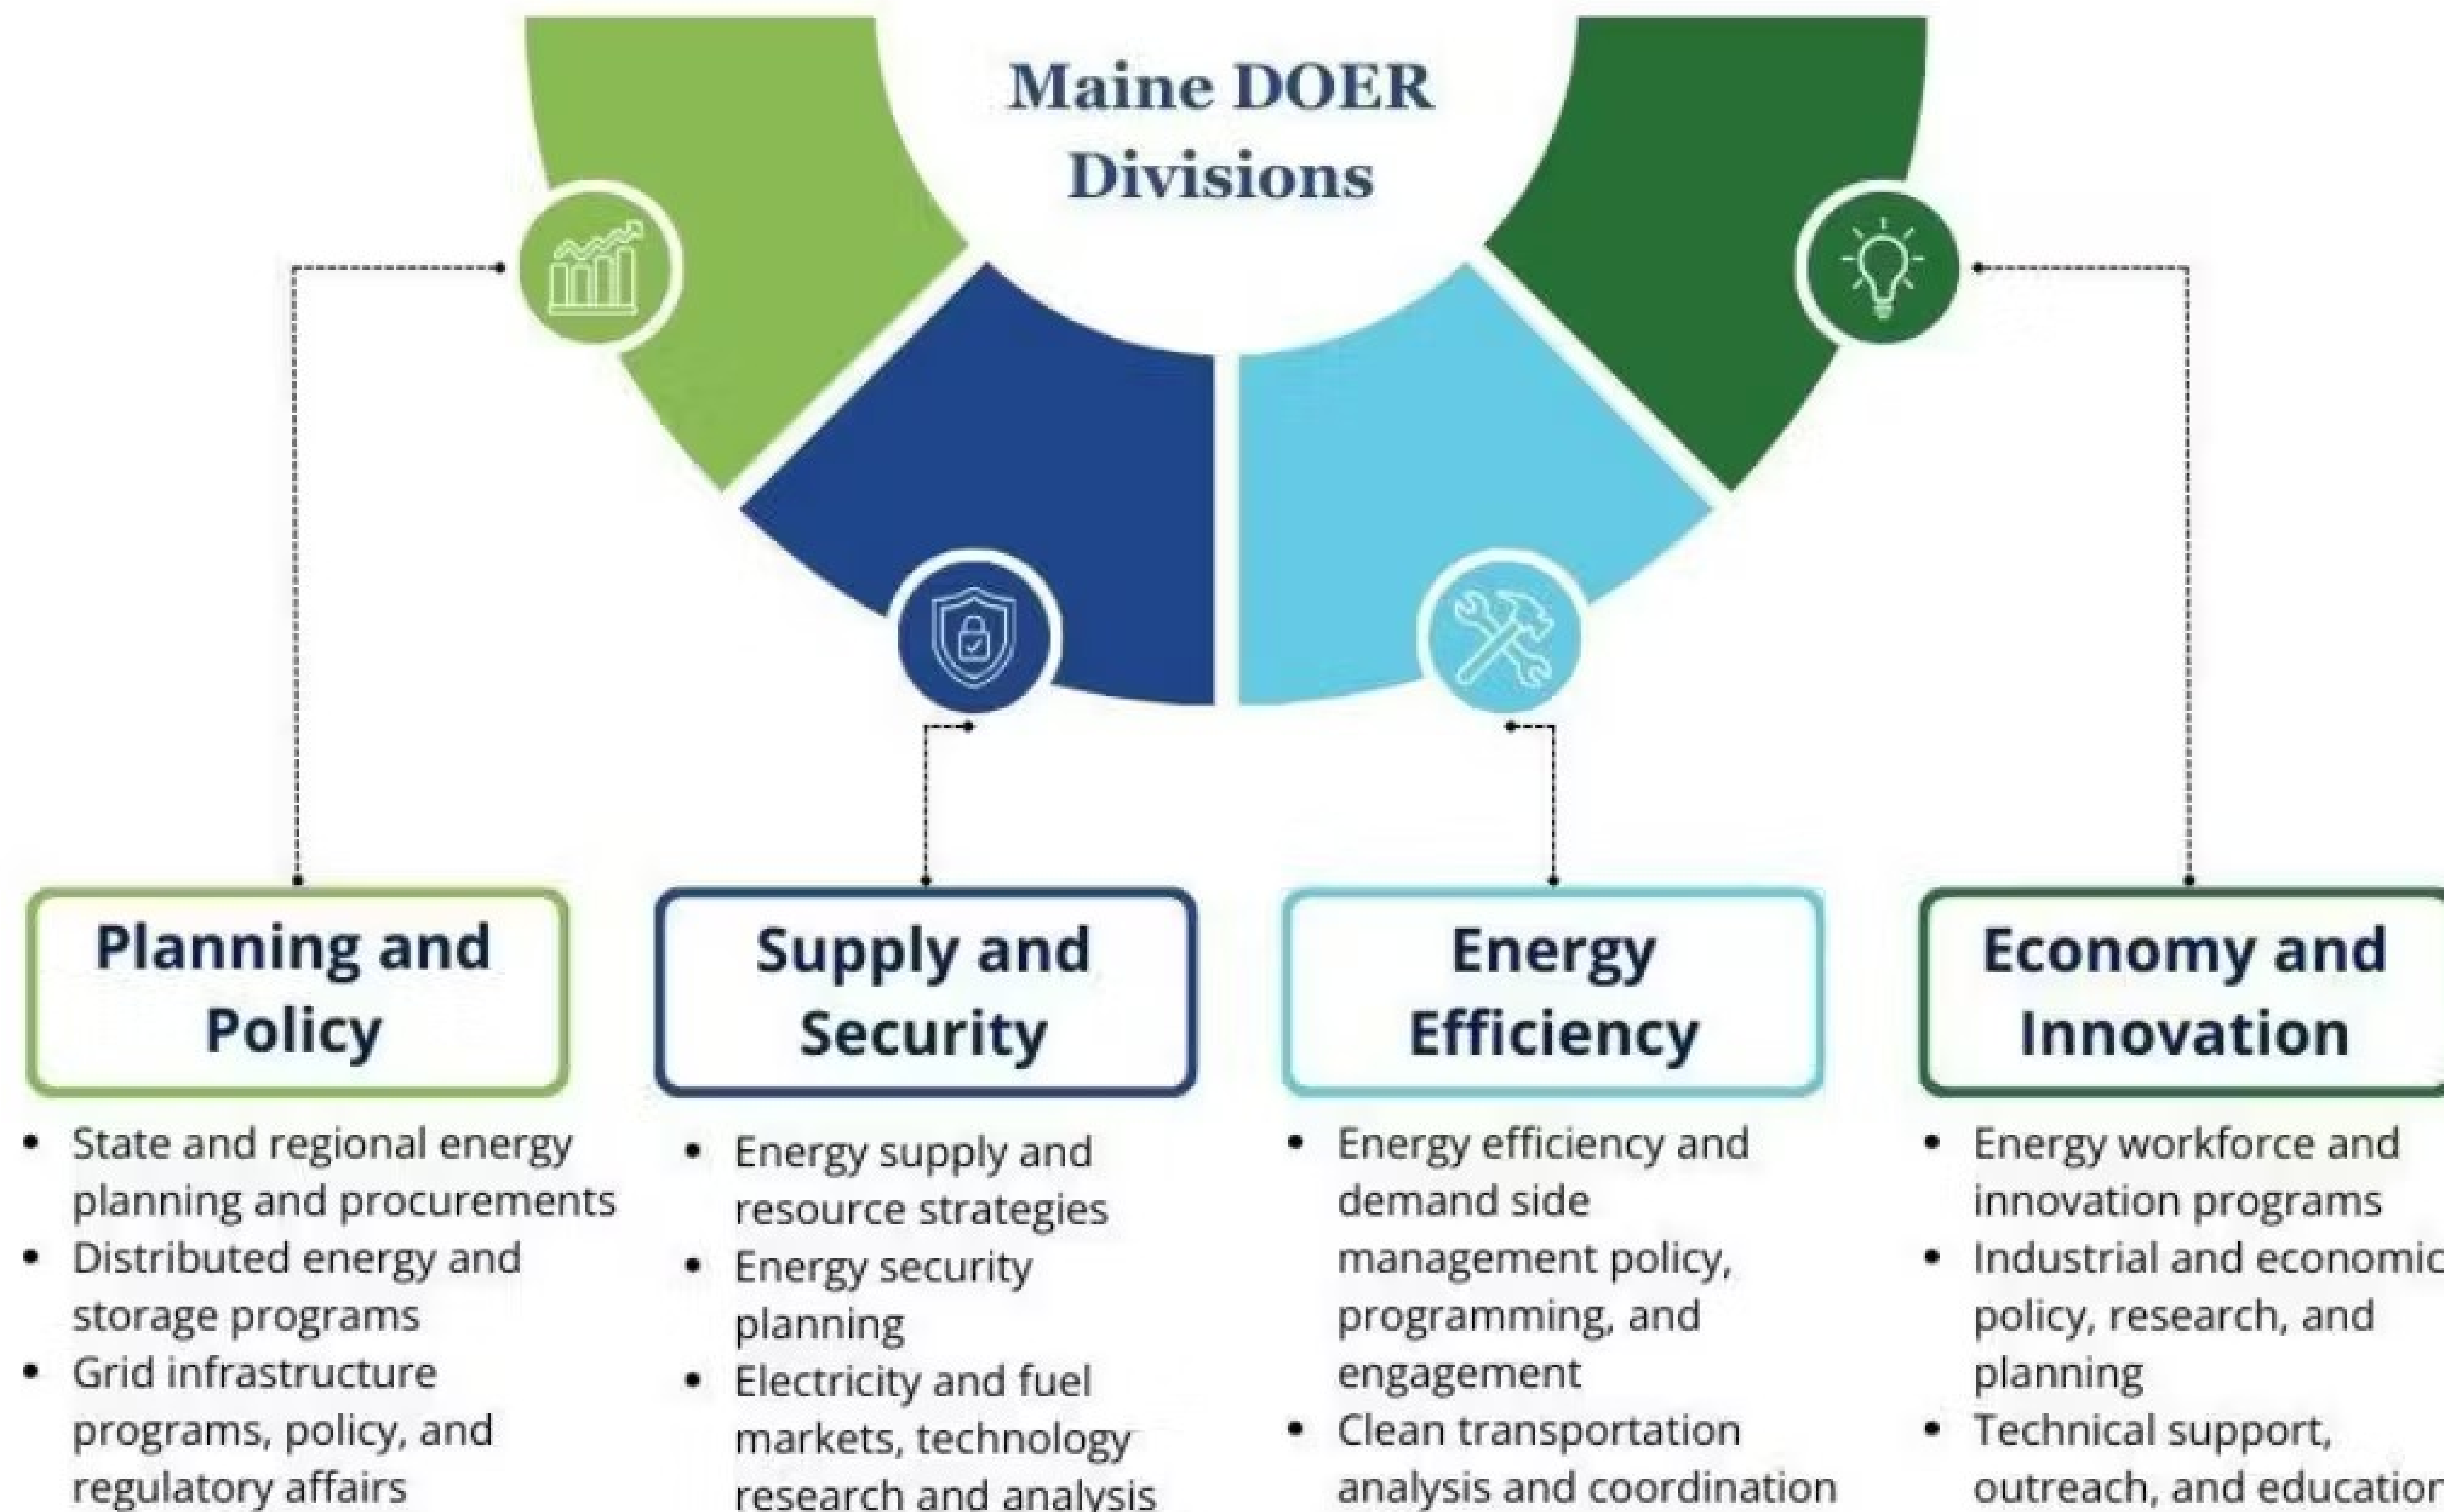 Maine DOER
Divisions
Planning and
Policy
• State and regional energy
planning and procurements
• Distributed energy and
storage programs
• Grid infrastructure
programs, policy, and
regulatory affairs
Supply and
Security
• Energy supply and
resource strategies
• Energy security
planning
• Electricity and fuel
markets, technology
research and analysis
Energy
Efficiency
• Energy efficiency and
demand side
management policy,
programming, and
engagement
• Clean transportation
analysis and coordination
Economy and
Innovation
• Energy workforce and
innovation programs
• Industrial and economic
policy, research, and
planning
• Technical support,
outreach, and education